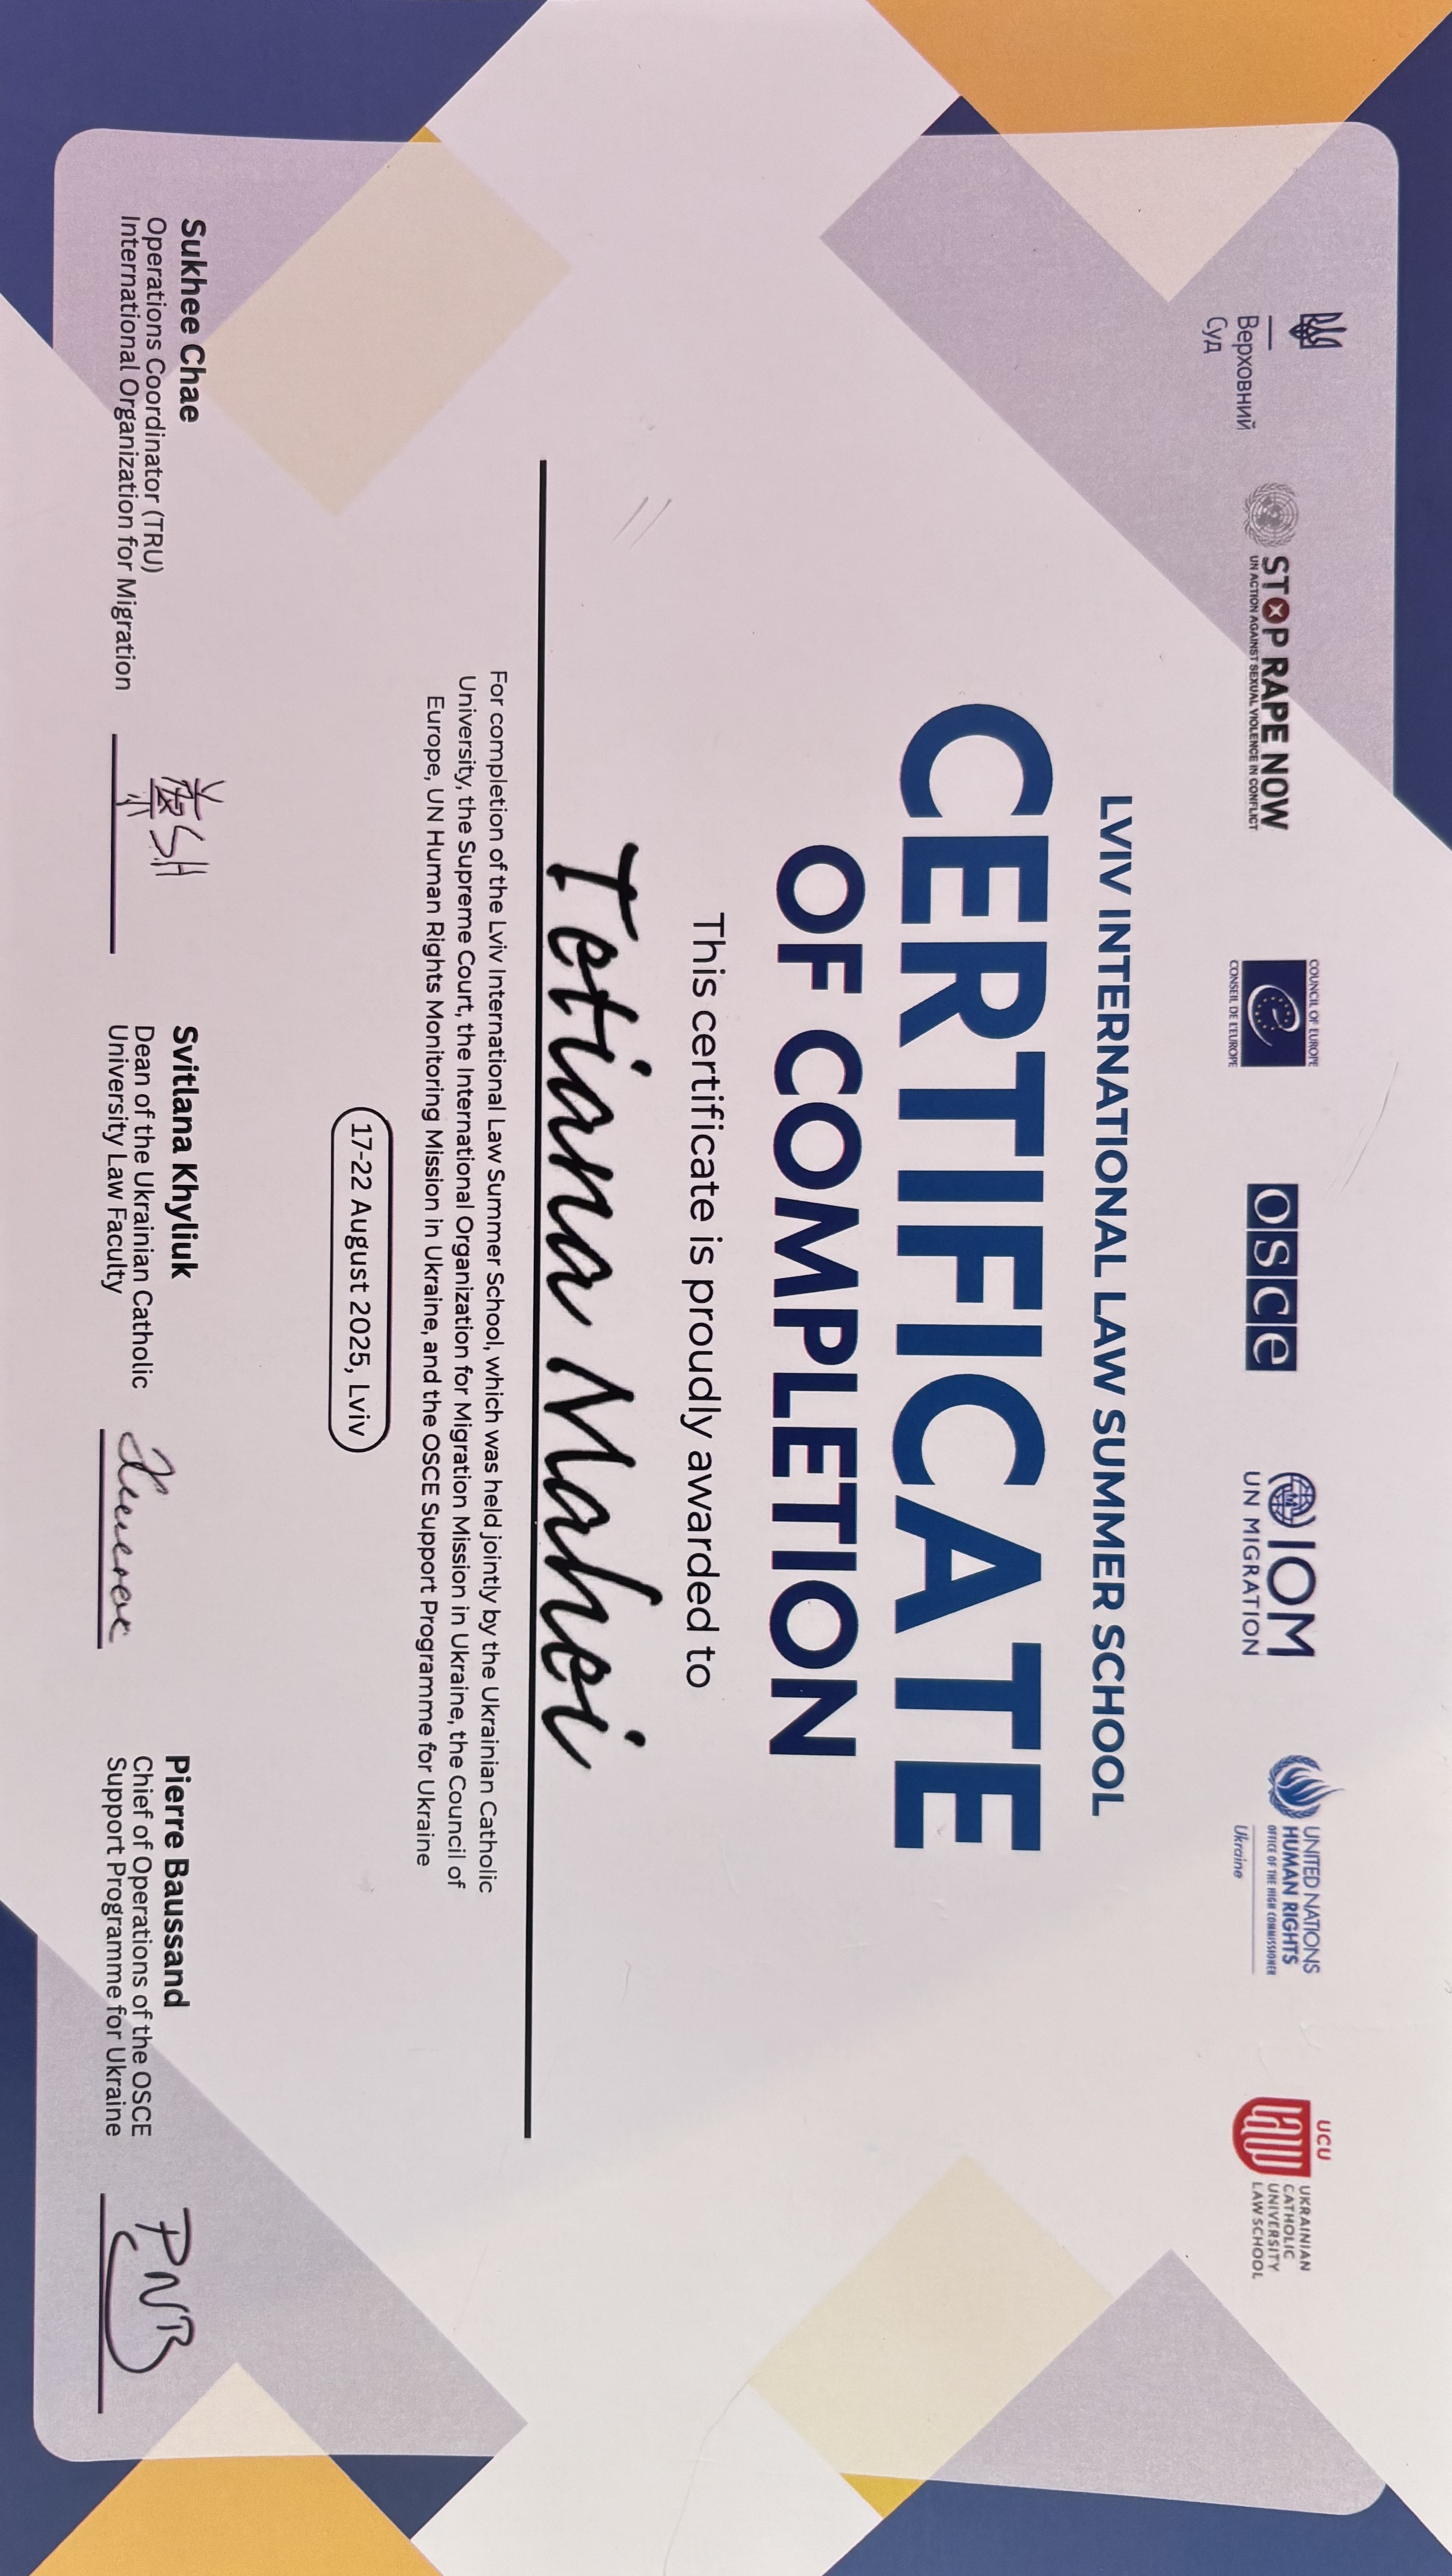 Верховний
Суд
STOP RAPE NOW
UN ACTION AGAINST SEXUAL VIOLENCE IN CONFLICT
COUNCIL OF EUROPE
CONSEIL DE L'EUROPE
OSCE
IOM
UN MIGRATION
UNITED NATIONS
HUMAN RIGHTS
OFFICE OF THE HIGH COMMISSIONER
Ukraine
UCU
LAW
UKRAINIAN
CATHOLIC
UNIVERSITY
LAW SCHOOL
LVIV INTERNATIONAL LAW SUMMER SCHOOL
CERTIFICATE
OF COMPLETION
This certificate is proudly awarded to
Tetiana Mahei
For completion of the Lviv International Law Summer School, which was held jointly by the Ukrainian Catholic
University, the Supreme Court, the International Organization for Migration Mission in Ukraine, the Council of
Europe, UN Human Rights Monitoring Mission in Ukraine, and the OSCE Support Programme for Ukraine
17-22 August 2025, Lviv
Sukhee Chae
Operations Coordinator (TRU)
International Organization for Migration
Svitlana Khyliuk
Dean of the Ukrainian Catholic
University Law Faculty
Pierre Baussand
Chief of Operations of the OSCE
Support Programme for Ukraine
PNB